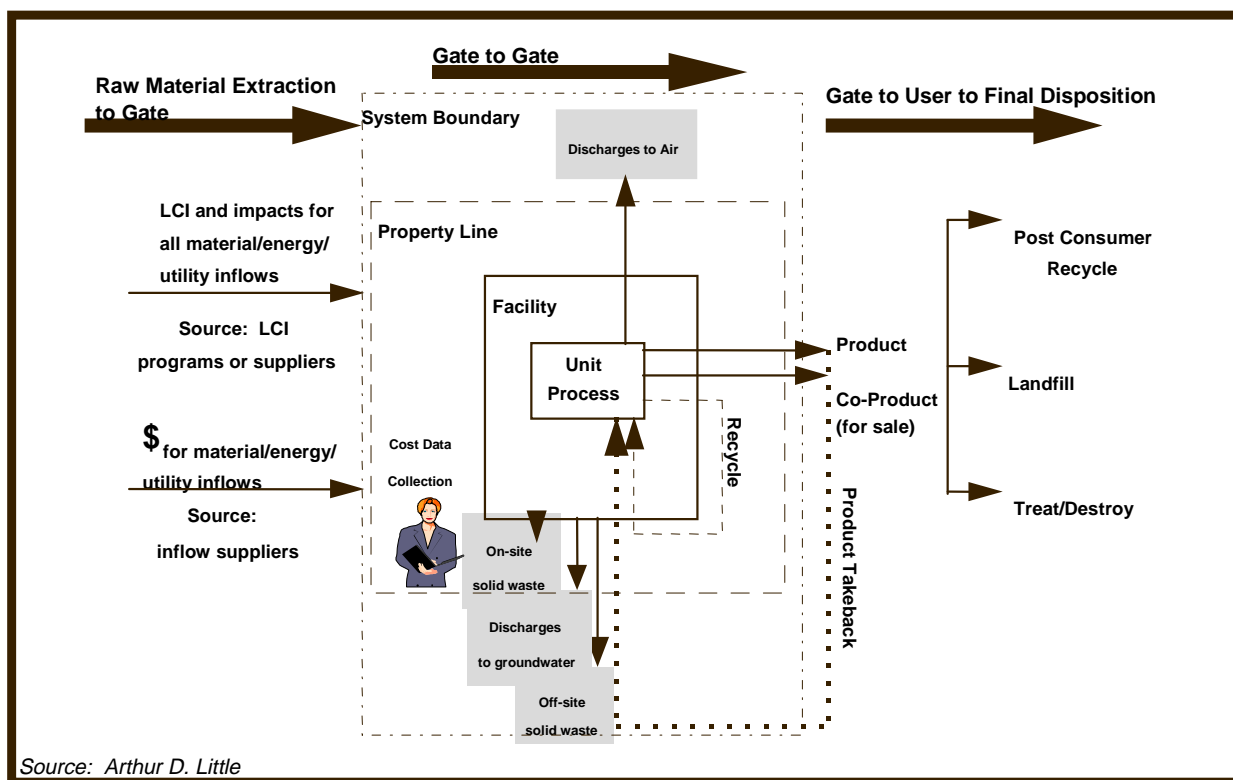 Gate to Gate
Raw Material Extraction
to Gate
Gate to User to Final Disposition
System Boundary
Discharges to Air
LCI and impacts for
all material/energy/
utility inflows
Property Line
Post Consumer
Recycle
Facility
Source: LCI
programs or suppliers
Unit
Process
Product
Landfill
Co-Product
(for sale)
Recycle
$ for material/energy/
utility inflows
Cost Data
Collection
Source:
inflow suppliers
Product Takeback
Treat/Destroy
On-site
solid waste
Discharges
to groundwater
Off-site
solid waste
Source: Arthur D. Little